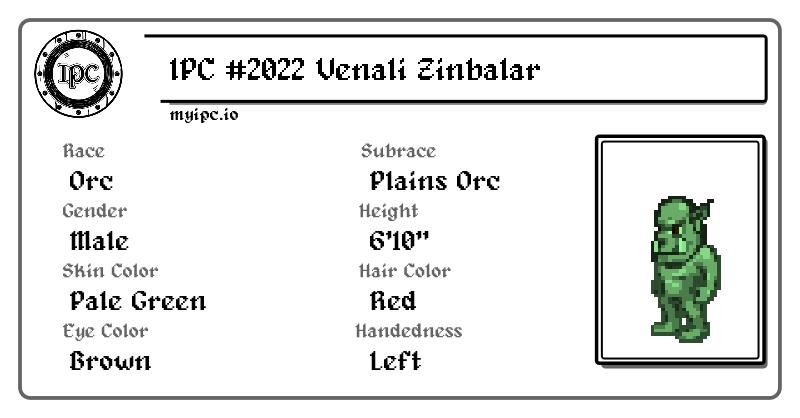 1PC
1PC #2022 Venali Zinbalar
myipc.io
Race
Orc
Subrace
Plains Orc
Gender
Male
Height
6'10"
Skin Color
Pale Green
Hair Color
Red
Eye Color
Brown
Handedness
Left